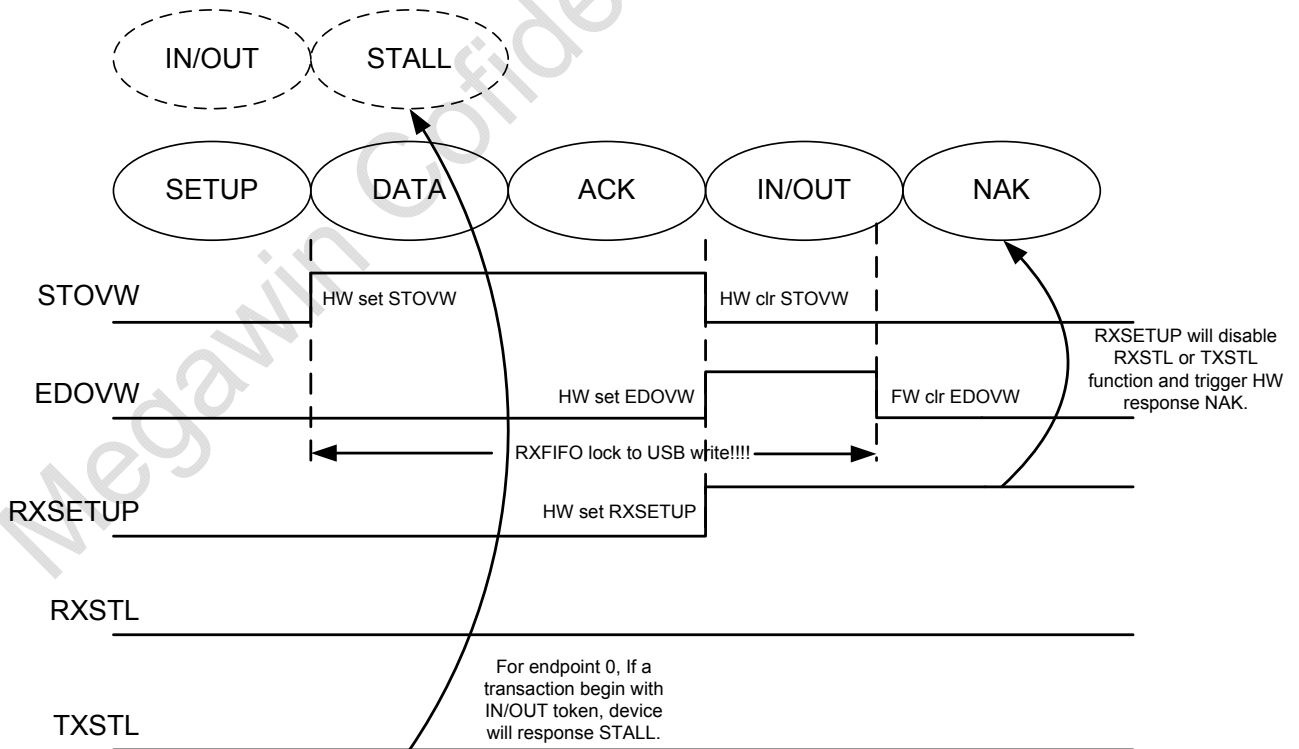 IN/OUT STALL
SETUP DATA ACK IN/OUT NAK
STOVW
HW set STOVW
HW clr STOVW
RXSETUP will disable
RXSTL or TXSTL
function and trigger HW
response NAK.
EDOVW
HW set EDOVW
FW clr EDOVW
RXFIFO lock to USB write!!!!
RXSETUP
HW set RXSETUP
RXSTL
For endpoint 0, If a
transaction begin with
IN/OUT token, device
will response STALL.
TXSTL
Megawin Cofide